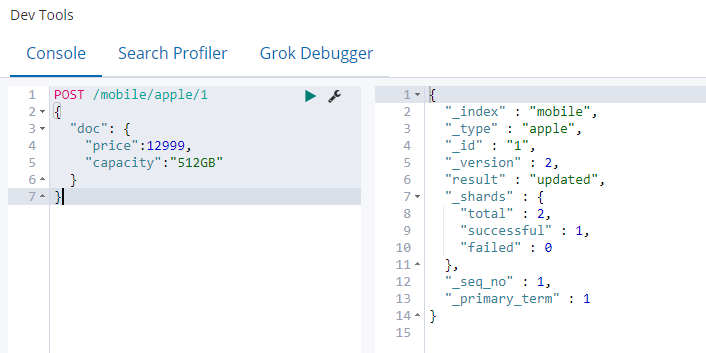 Dev Tools
Console Search Profiler Grok Debugger
1 POST /mobile/apple/1
2 {
3 "doc": {
4 "price":12999,
5 "capacity":"512GB"
6 }
7 }
1 {
2 "_index" : "mobile",
3 "_type" : "apple",
4 "_id" : "1",
5 "_version" : 2,
6 "result" : "updated",
7 "_shards" : {
8 "total" : 2,
9 "successful" : 1,
10 "failed" : 0
11 },
12 "_seq_no" : 1,
13 "_primary_term" : 1
14 }
15